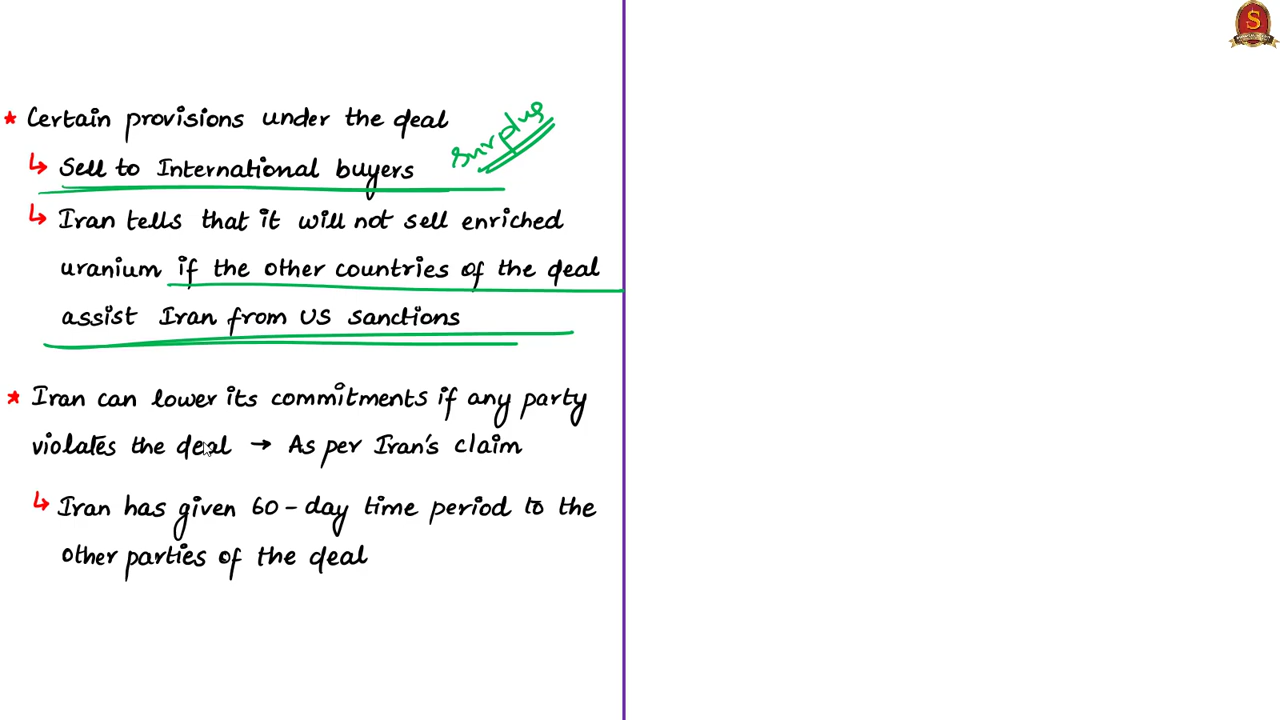 * Certain provisions under the deal
surplus
↳ Sell to International buyers
↳ Iran tells that it will not sell enriched
uranium if the other countries of the deal
assist Iran from US sanctions
* Iran can lower its commitments if any party
violates the deal → As per Iran's claim
↳ Iran has given 60-day time period to the
other parties of the deal
S